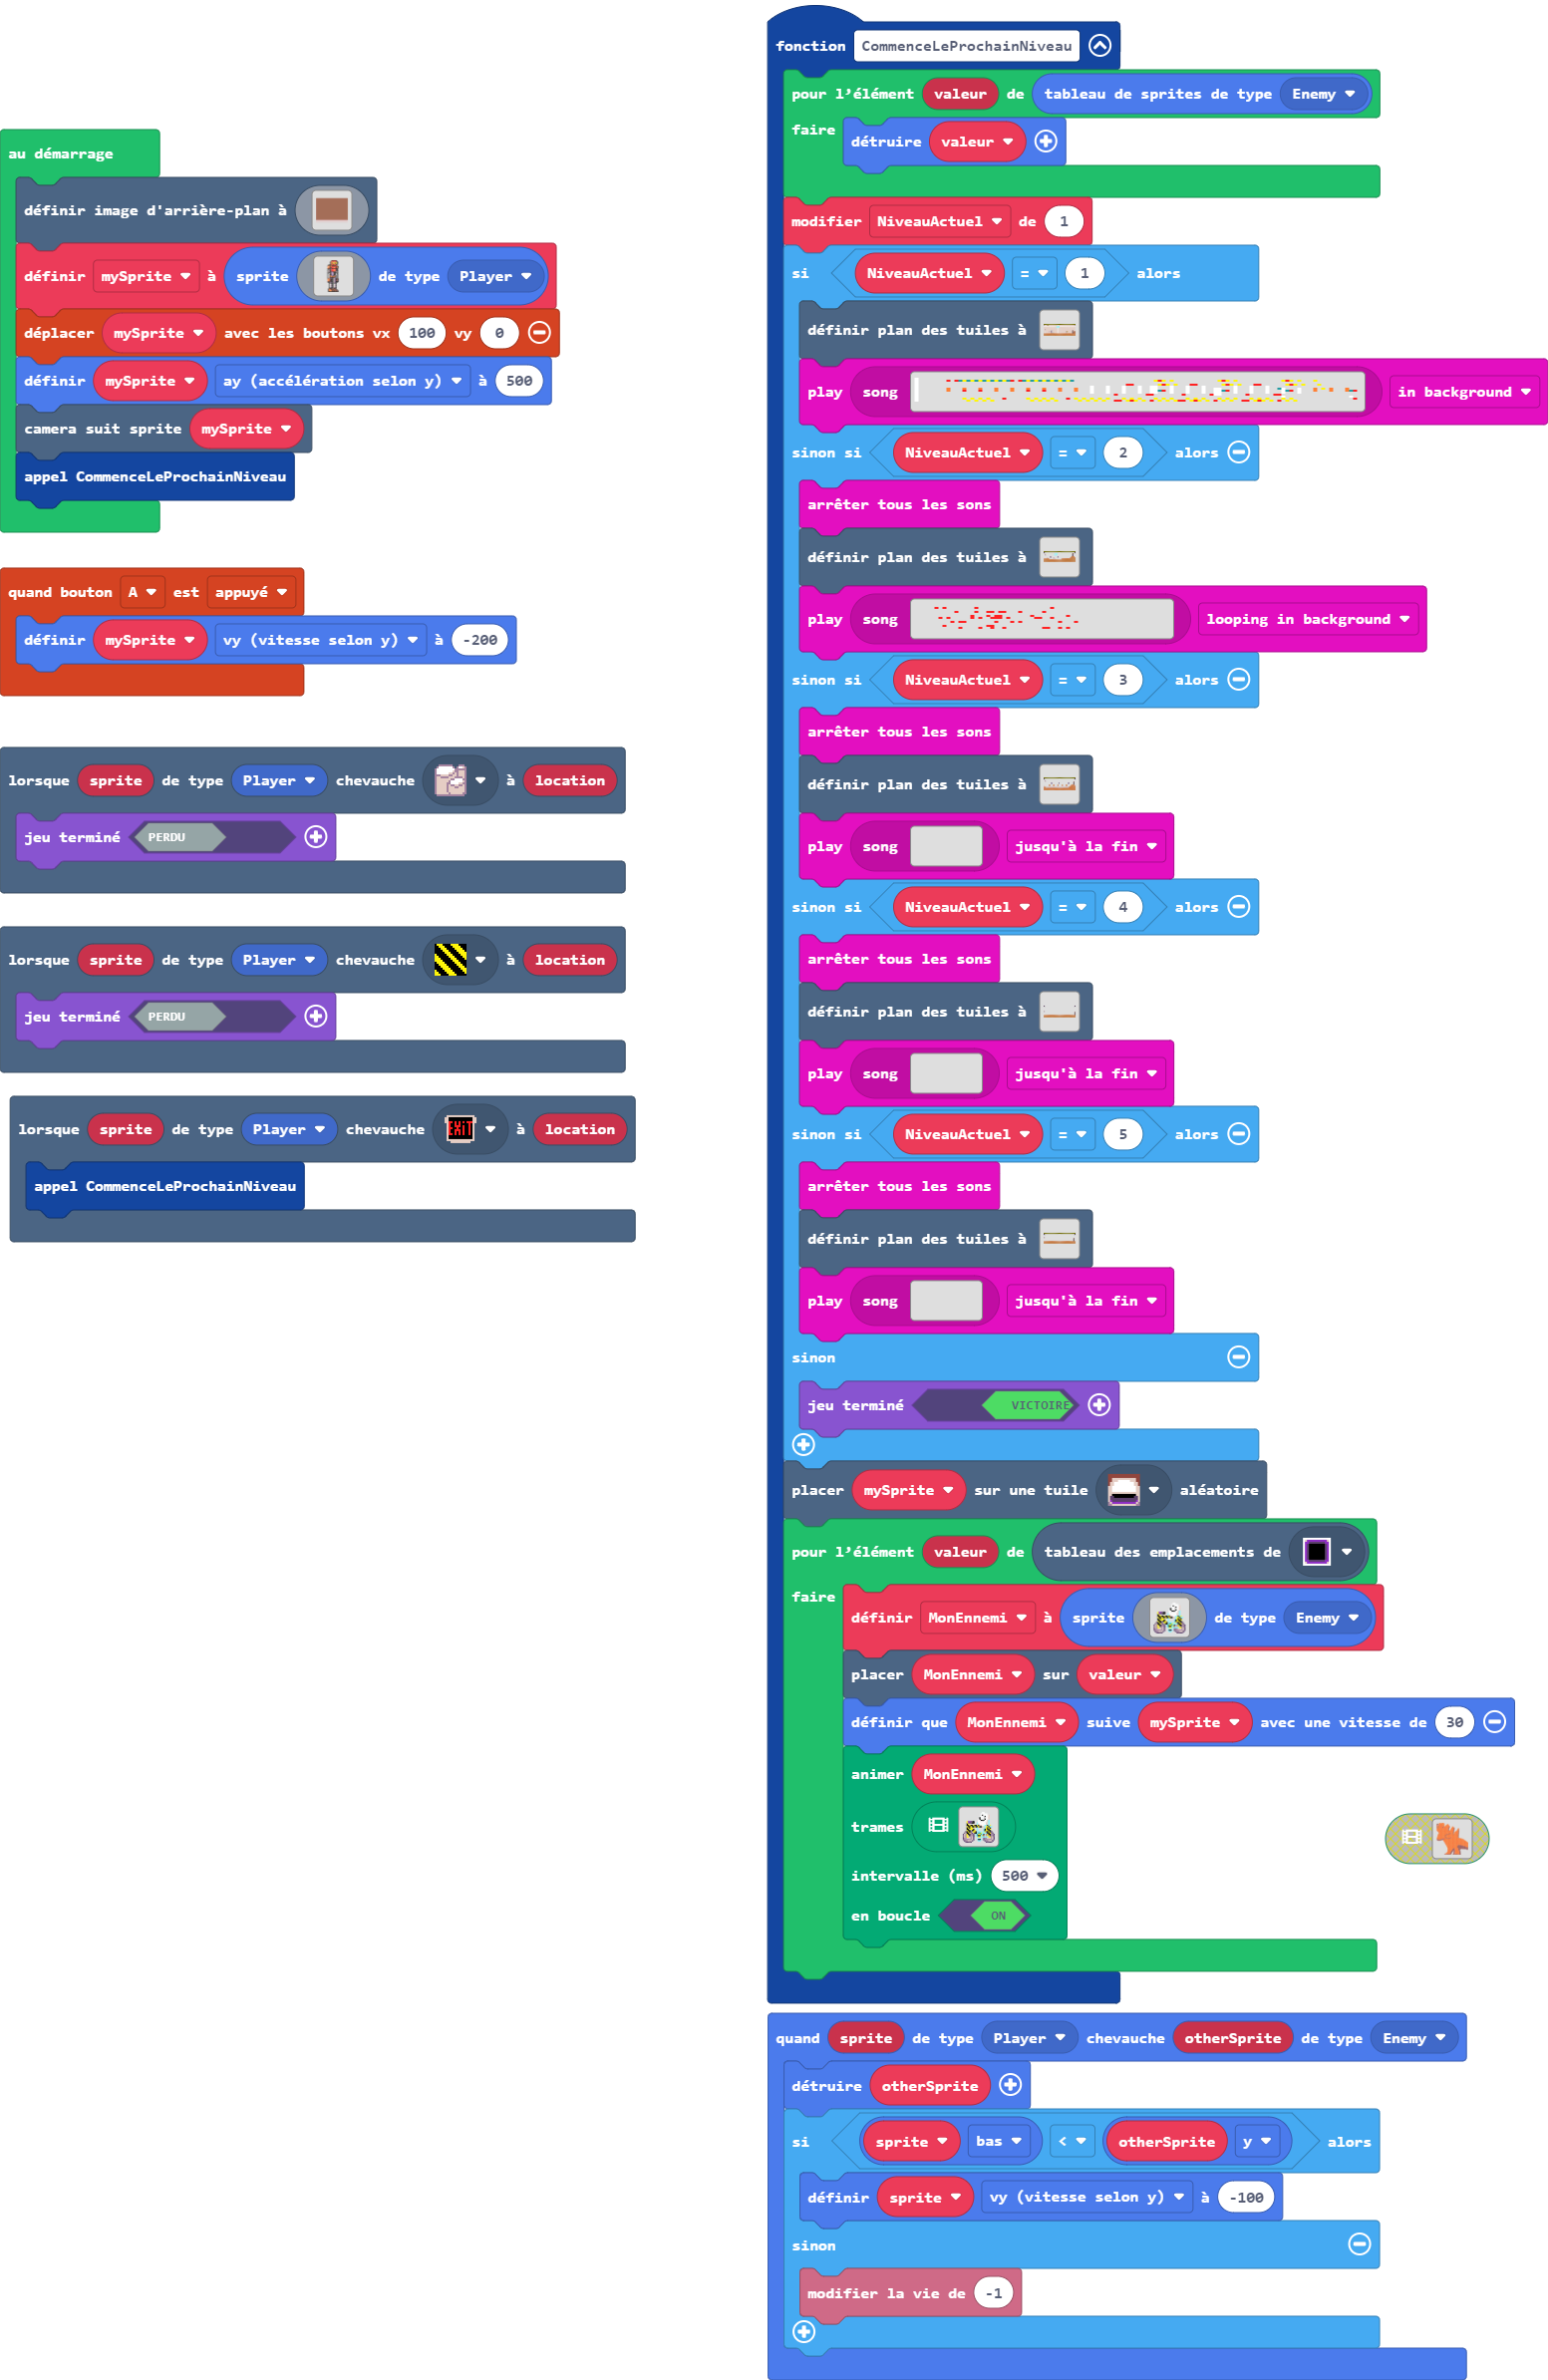 au démarrage
définir image d'arrière-plan à
définir mySprite à sprite de type Player
déplacer mySprite avec les boutons vx 100 vy 0
définir mySprite ay (accélération selon y) à 500
camera suit sprite mySprite
appel CommenceLeProchainNiveau
quand bouton A est appuyé
définir mySprite vy (vitesse selon y) à -200
lorsque sprite de type Player chevauche à location
jeu terminé PERDU
lorsque sprite de type Player chevauche à location
jeu terminé PERDU
lorsque sprite de type Player chevauche EXiT à location
appel CommenceLeProchainNiveau
fonction CommenceLeProchainNiveau
pour l’élément valeur de tableau de sprites de type Enemy
faire
détruire valeur
modifier NiveauActuel de 1
si NiveauActuel = 1 alors
définir plan des tuiles à
play song in background
sinon si NiveauActuel = 2 alors
arrêter tous les sons
définir plan des tuiles à
play song looping in background
sinon si NiveauActuel = 3 alors
arrêter tous les sons
définir plan des tuiles à
play song jusqu'à la fin
sinon si NiveauActuel = 4 alors
arrêter tous les sons
définir plan des tuiles à
play song jusqu'à la fin
sinon si NiveauActuel = 5 alors
arrêter tous les sons
définir plan des tuiles à
play song jusqu'à la fin
sinon
jeu terminé VICTOIRE
placer mySprite sur une tuile aléatoire
pour l’élément valeur de tableau des emplacements de
faire
définir MonEnnemi à sprite de type Enemy
placer MonEnnemi sur valeur
définir que MonEnnemi suive mySprite avec une vitesse de 30
animer MonEnnemi
trames
intervalle (ms) 500
en boucle ON
quand sprite de type Player chevauche otherSprite de type Enemy
détruire otherSprite
si sprite bas < otherSprite y alors
définir sprite vy (vitesse selon y) à -100
sinon
modifier la vie de -1